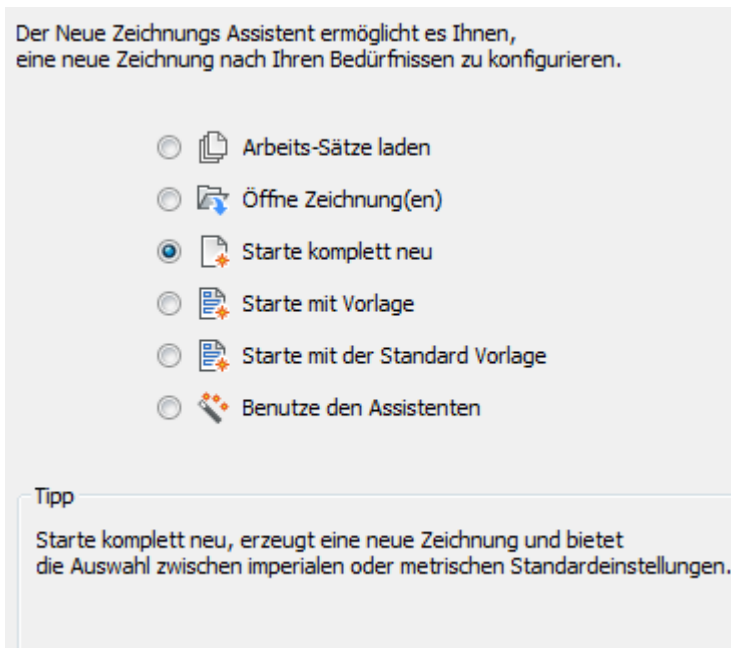 Der Neue Zeichnungs Assistent ermöglicht es Ihnen,
eine neue Zeichnung nach Ihren Bedürfnissen zu konfigurieren.
Arbeits-Sätze laden
Öffne Zeichnung(en)
Starte komplett neu
Starte mit Vorlage
Starte mit der Standard Vorlage
Benutze den Assistenten
Tipp
Starte komplett neu, erzeugt eine neue Zeichnung und bietet
die Auswahl zwischen imperialen oder metrischen Standardeinstellungen.